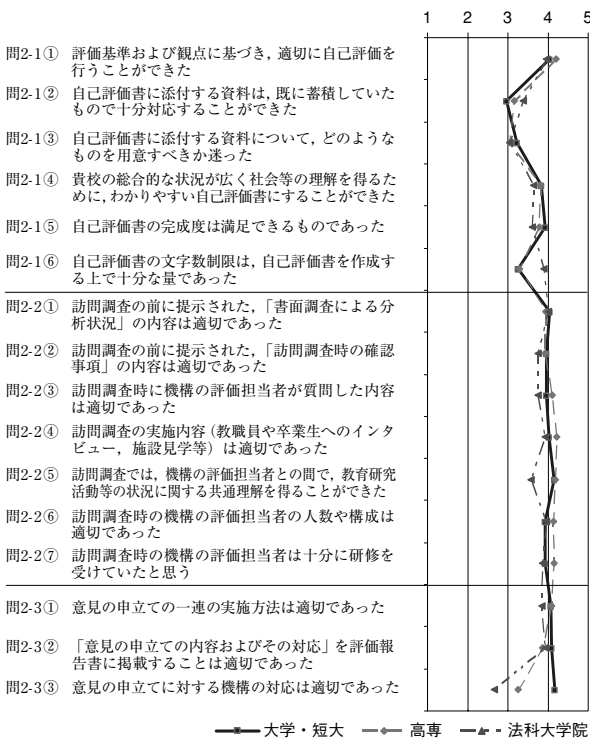 1 2 3 4 5
問2-1① 評価基準および観点に基づき，適切に自己評価を
行うことができた
問2-1② 自己評価書に添付する資料は，既に蓄積していた
もので十分対応することができた
問2-1③ 自己評価書に添付する資料について，どのような
ものを用意すべきか迷った
問2-1④ 貴校の総合的な状況が広く社会等の理解を得るた
めに，わかりやすい自己評価書にすることができた
問2-1⑤ 自己評価書の完成度は満足できるものであった
問2-1⑥ 自己評価書の文字数制限は，自己評価書を作成す
る上で十分な量であった
問2-2① 訪問調査の前に提示された，「書面調査による分
析状況」の内容は適切であった
問2-2② 訪問調査の前に提示された，「訪問調査時の確認
事項」の内容は適切であった
問2-2③ 訪問調査時に機構の評価担当者が質問した内容
は適切であった
問2-2④ 訪問調査の実施内容（教職員や卒業生へのインタ
ビュー，施設見学等）は適切であった
問2-2⑤ 訪問調査では，機構の評価担当者との間で，教育研究
活動等の状況に関する共通理解を得ることができた
問2-2⑥ 訪問調査時の機構の評価担当者の人数や構成は
適切であった
問2-2⑦ 訪問調査時の機構の評価担当者は十分に研修を
受けていたと思う
問2-3① 意見の申立ての一連の実施方法は適切であった
問2-3② 「意見の申立ての内容およびその対応」を評価報
告書に掲載することは適切であった
問2-3③ 意見の申立てに対する機構の対応は適切であった
大学・短大 高専 法科大学院